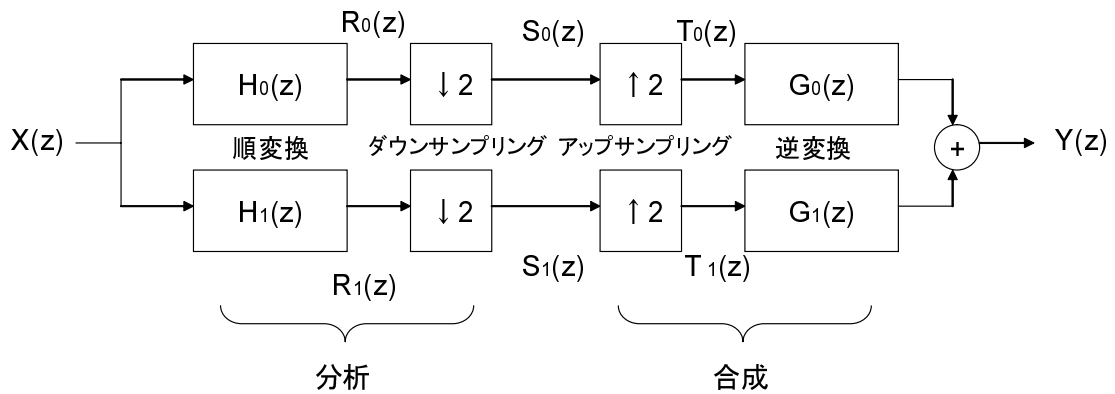 R0(z) S0(z) T0(z)
H0(z) ↓2 ↑2 G0(z)
X(z) 順変換 ダウンサンプリング アップサンプリング 逆変換 + Y(z)
H1(z) ↓2 ↑2 G1(z)
R1(z) S1(z) T1(z)
分析 合成